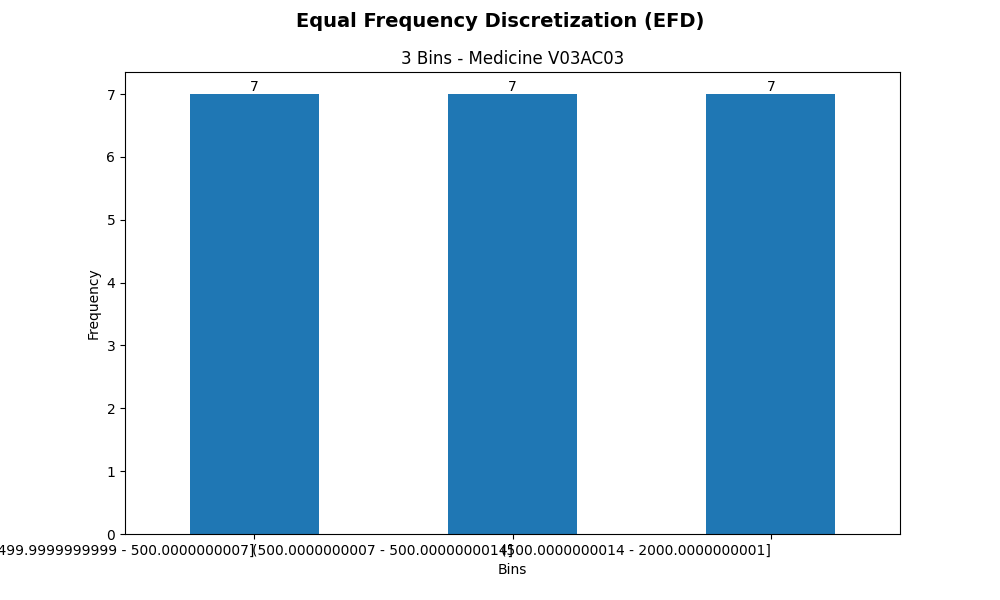 Equal Frequency Discretization (EFD)
3 Bins - Medicine V03AC03
7 7 7
7
6
5
4
3
2
1
0
Frequency
499.9999999999 - 500.0000000007] (500.0000000007 - 500.0000000014] (500.0000000014 - 2000.0000000001]
Bins